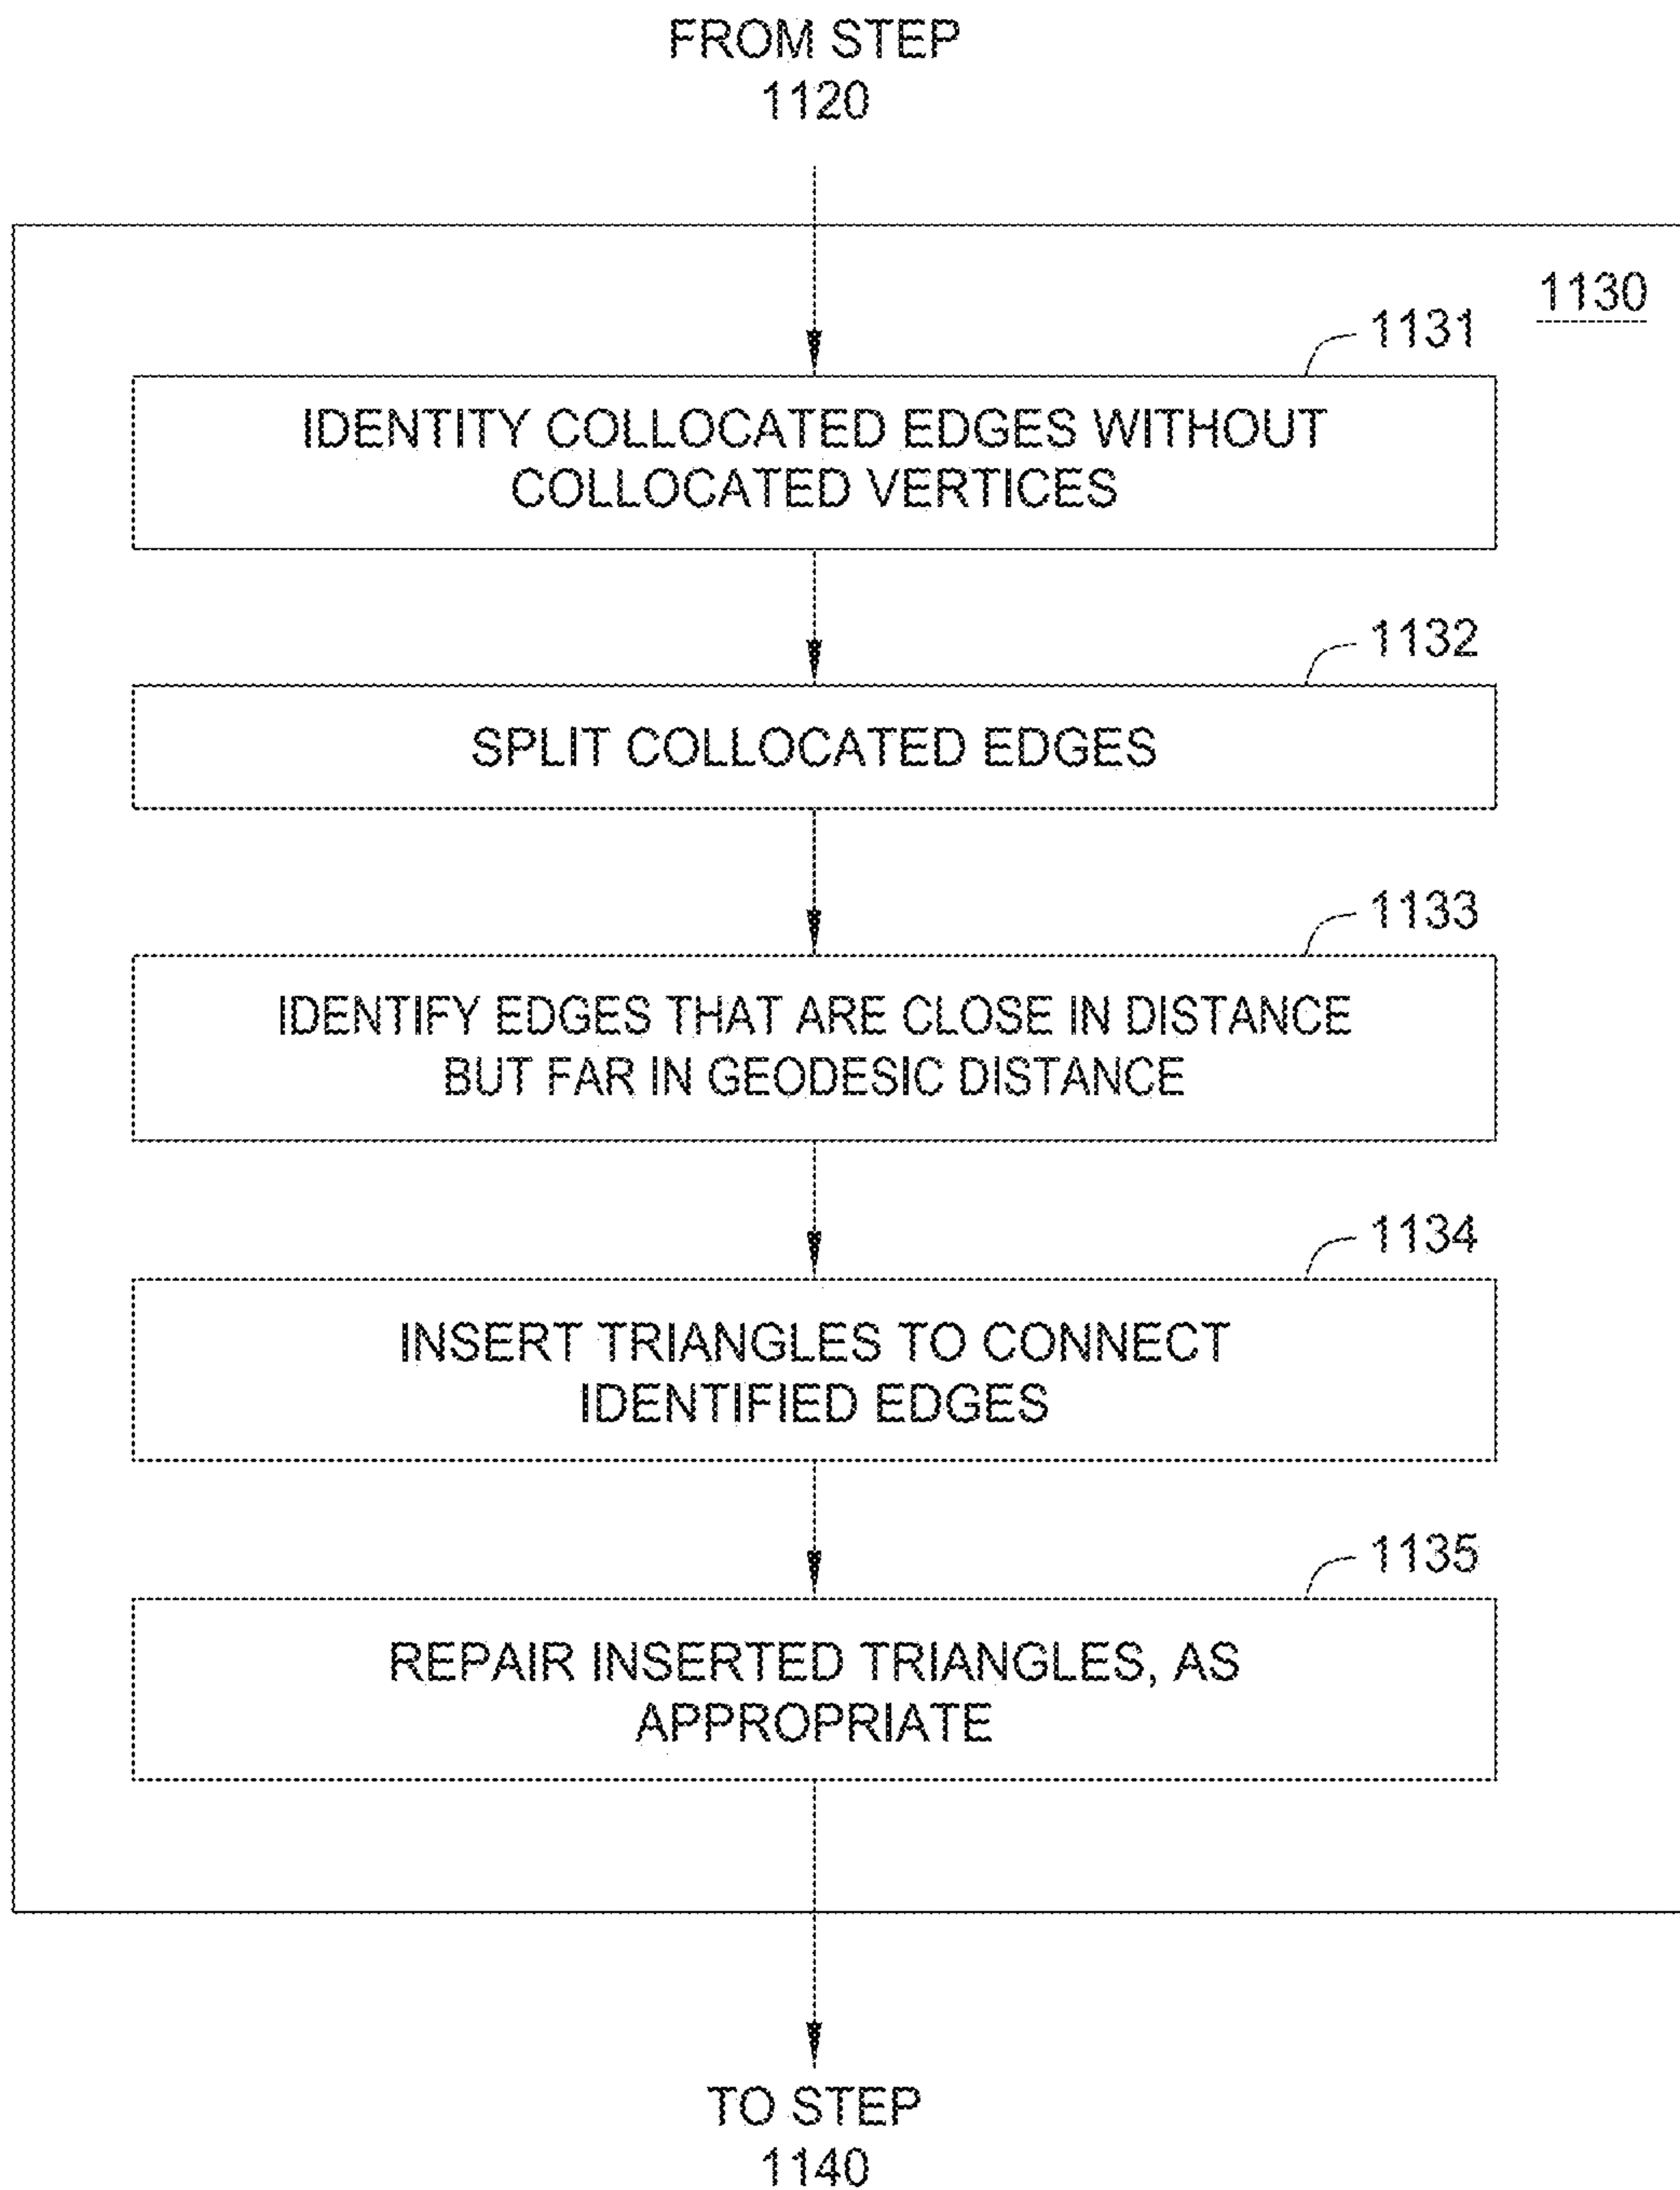 FROM STEP
1120
1130
1131
IDENTITY COLLOCATED EDGES WITHOUT
COLLOCATED VERTICES
1132
SPLIT COLLOCATED EDGES
1133
IDENTIFY EDGES THAT ARE CLOSE IN DISTANCE
BUT FAR IN GEODESIC DISTANCE
1134
INSERT TRIANGLES TO CONNECT
IDENTIFIED EDGES
1135
REPAIR INSERTED TRIANGLES, AS
APPROPRIATE
TO STEP
1140